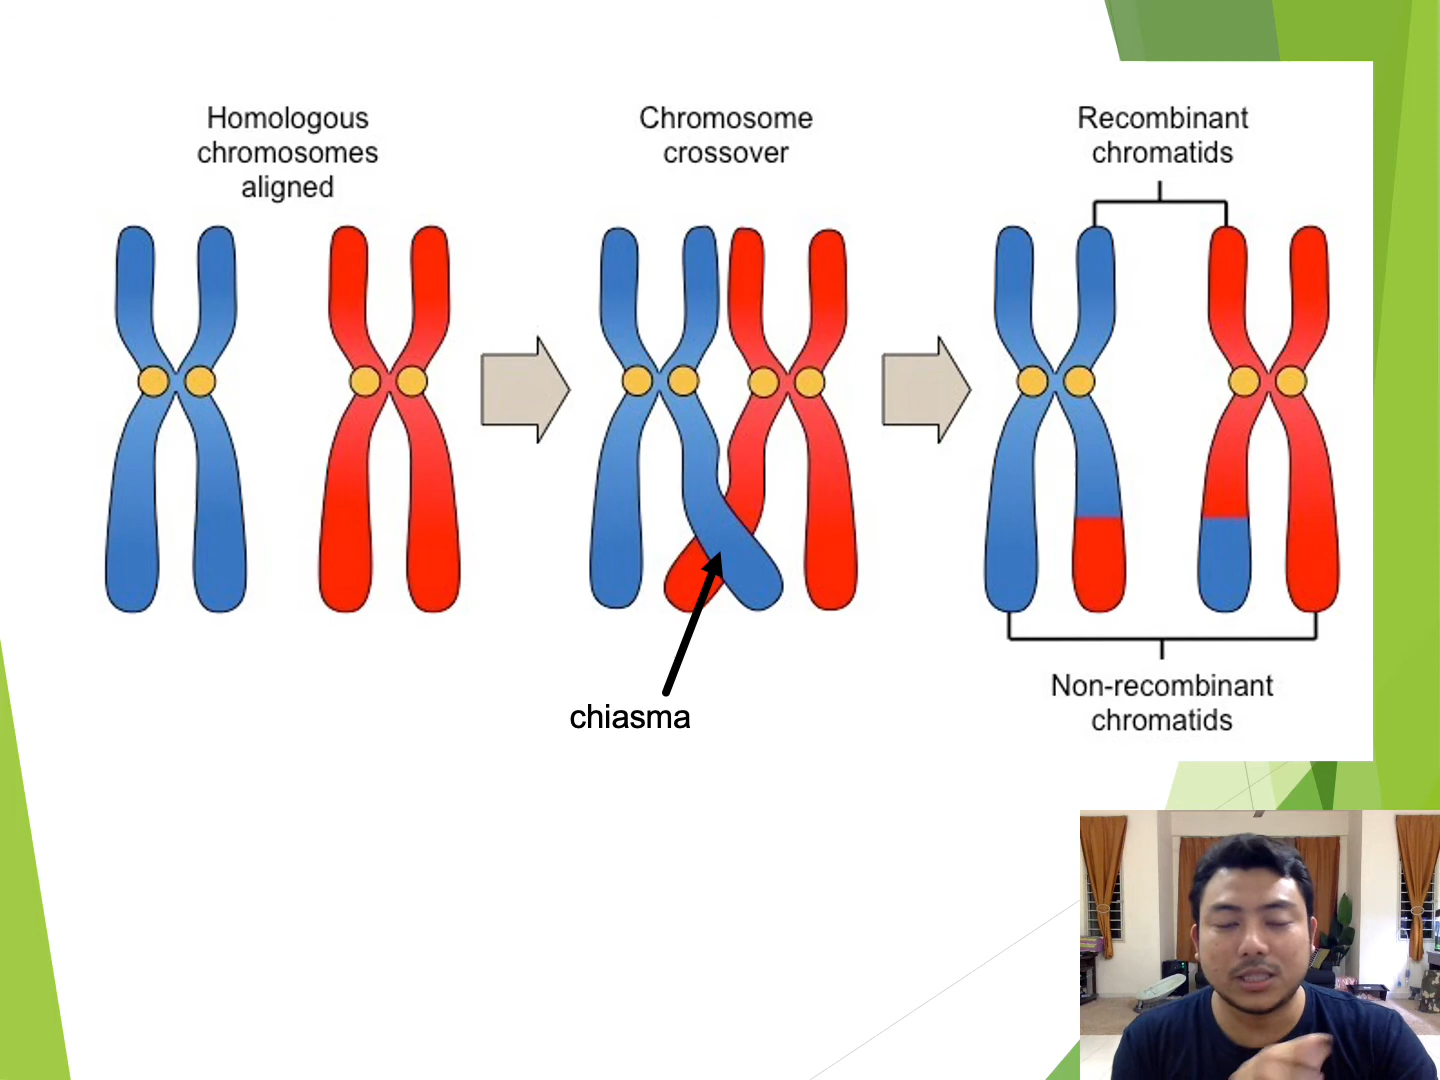 Homologous
chromosomes
aligned
Chromosome
crossover
Recombinant
chromatids
chiasma
Non-recombinant
chromatids